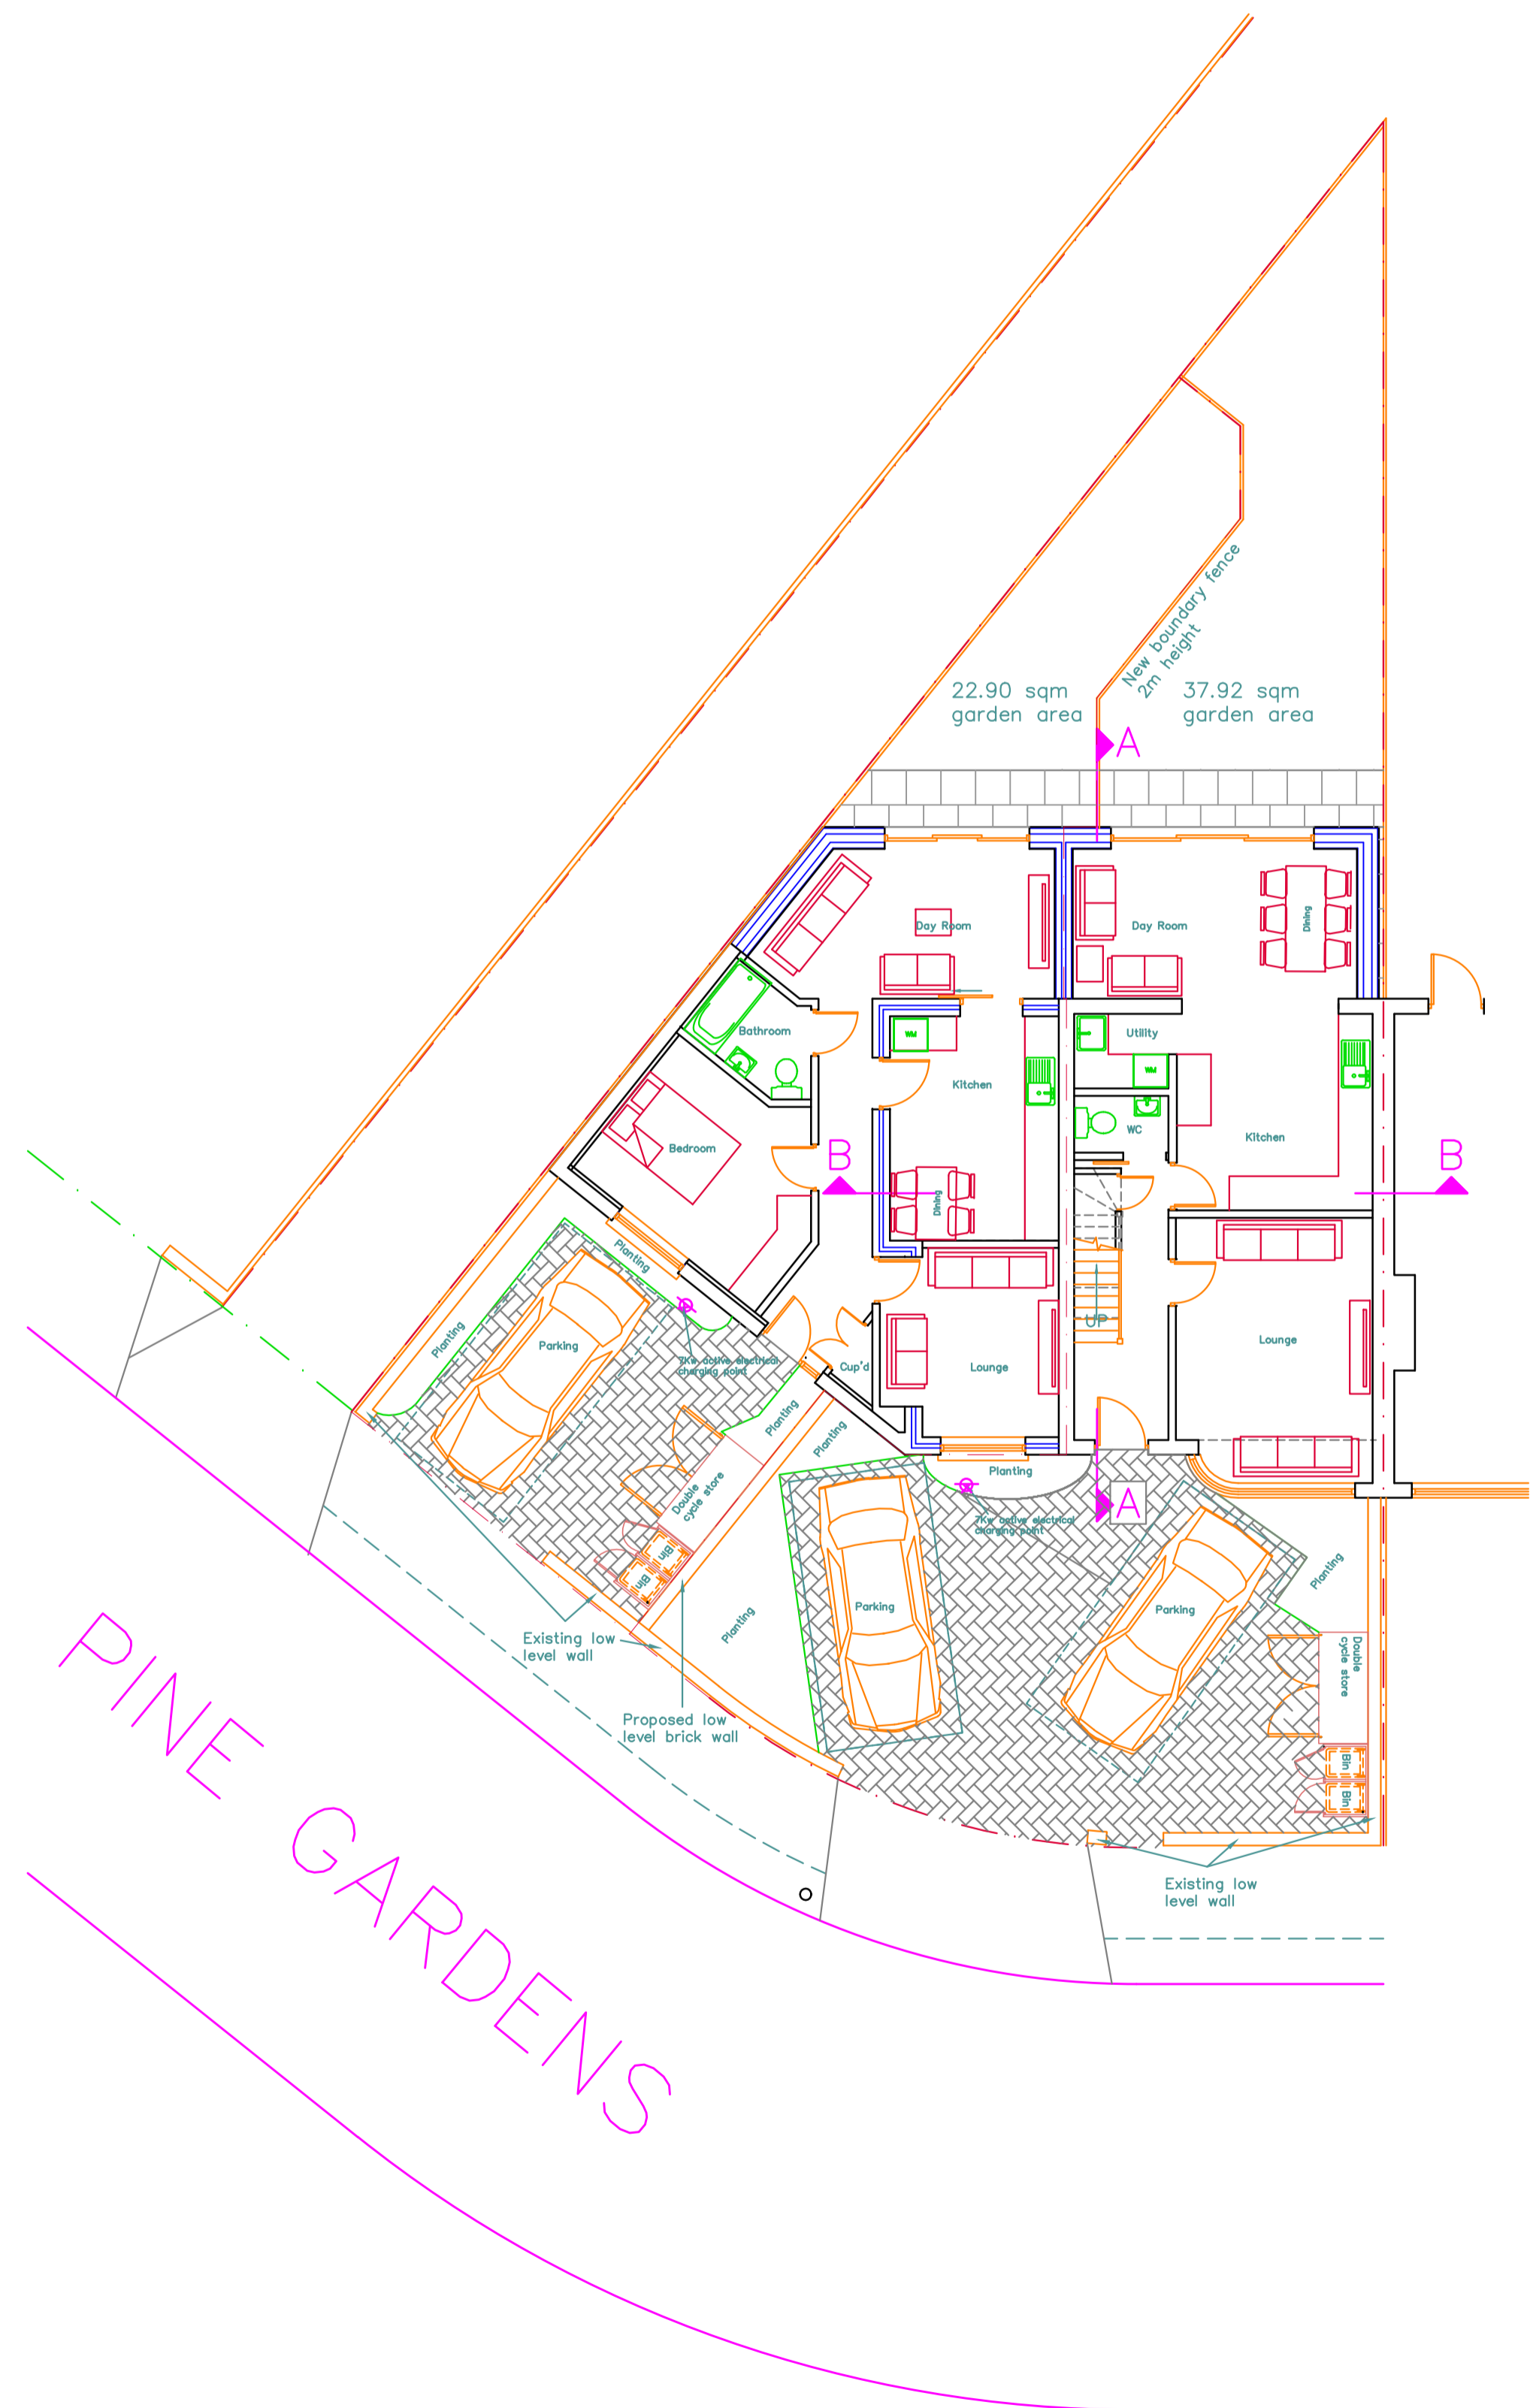 New boundary fence
2m height
22.90 sqm
garden area
37.92 sqm
garden area
A
Day Room
Day Room
Dining
Bathroom
WM
Utility
WM
Kitchen
WC
Kitchen
Bedroom
B
B
Dining
Planting
Planting
Parking
7Kw active electrical
charging point
Cup'd
Lounge
UP
Lounge
Planting
Planting
Planting
Double
cycle store
Bin
Bin
7Kw active electrical
charging point
A
Planting
Parking
Parking
Planting
Double
cycle store
Bin
Bin
Existing low
level wall
Proposed low
level brick wall
Existing low
level wall
PINE GARDENS